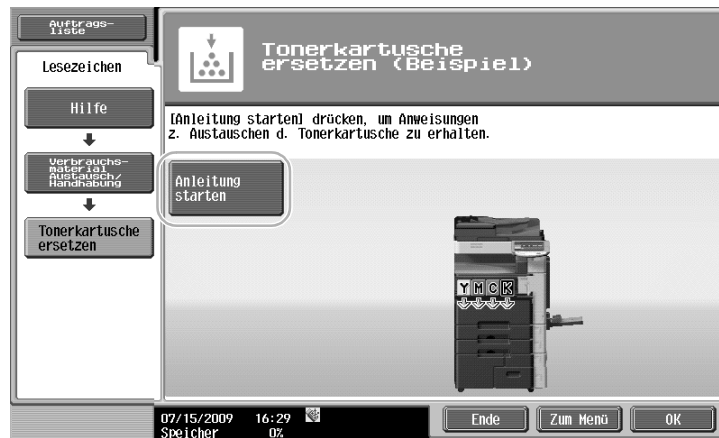 Auftrags-
liste
Lesezeichen
Hilfe
Verbrauchs-
material
Austausch/
Handhabung
Tonerkartusche
ersetzen
Tonerkartusche
ersetzen (Beispiel)
[Anleitung starten] drücken, um Anweisungen
z. Austauschen d. Tonerkartusche zu erhalten.
Anleitung
starten
Y M C K
07/15/2009 16:29
Speicher 0%
Ende
Zum Menü
OK